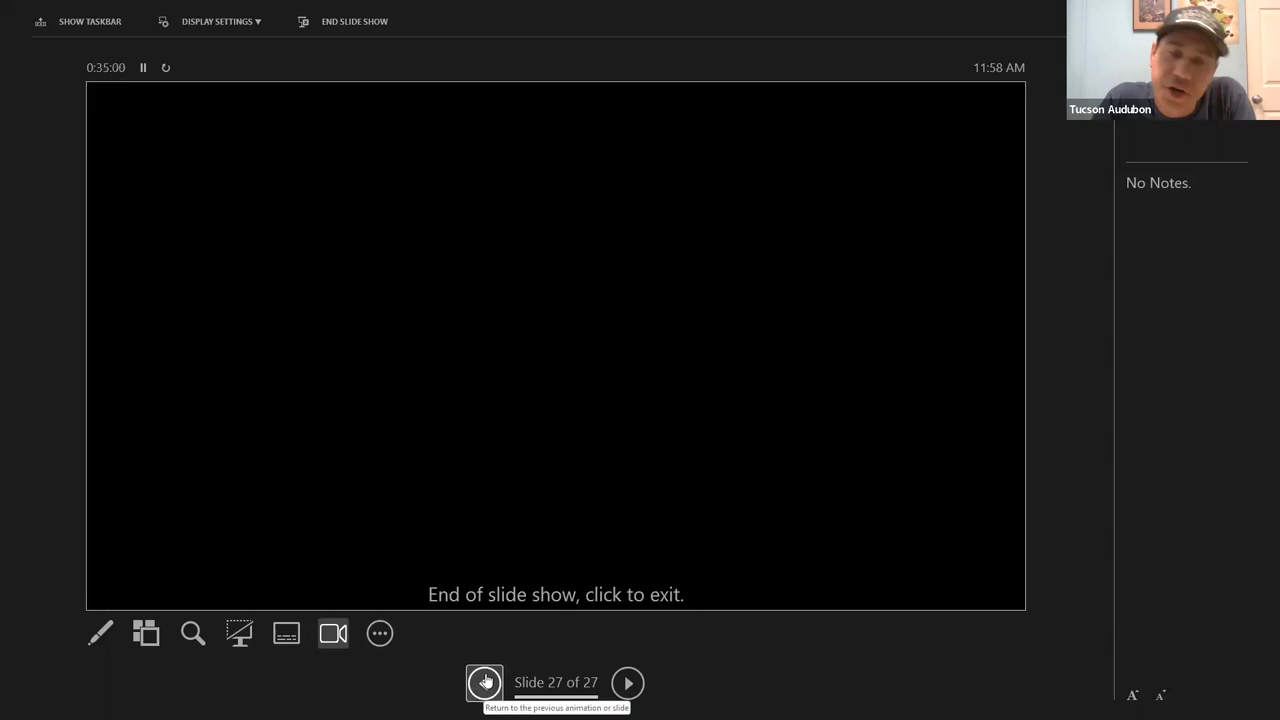 SHOW TASKBAR
DISPLAY SETTINGS ▼
END SLIDE SHOW
0:35:00
11:58 AM
Tucson Audubon
No Notes.
End of slide show, click to exit.
Slide 27 of 27
Return to the previous animation or slide
A
A